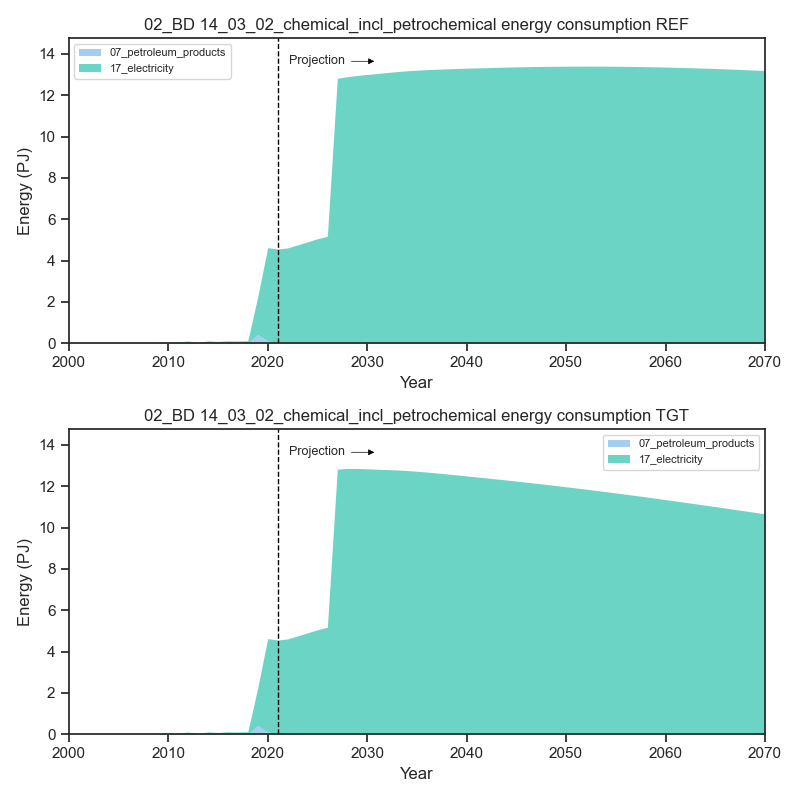 02_BD 14_03_02_chemical_incl_petrochemical energy consumption REF
07_petroleum_products
17_electricity
Projection
14
12
10
8
6
4
2
0
Energy (PJ)
2000 2010 2020 2030 2040 2050 2060 2070
Year
02_BD 14_03_02_chemical_incl_petrochemical energy consumption TGT
Projection
07_petroleum_products
17_electricity
14
12
10
8
6
4
2
0
Energy (PJ)
2000 2010 2020 2030 2040 2050 2060 2070
Year